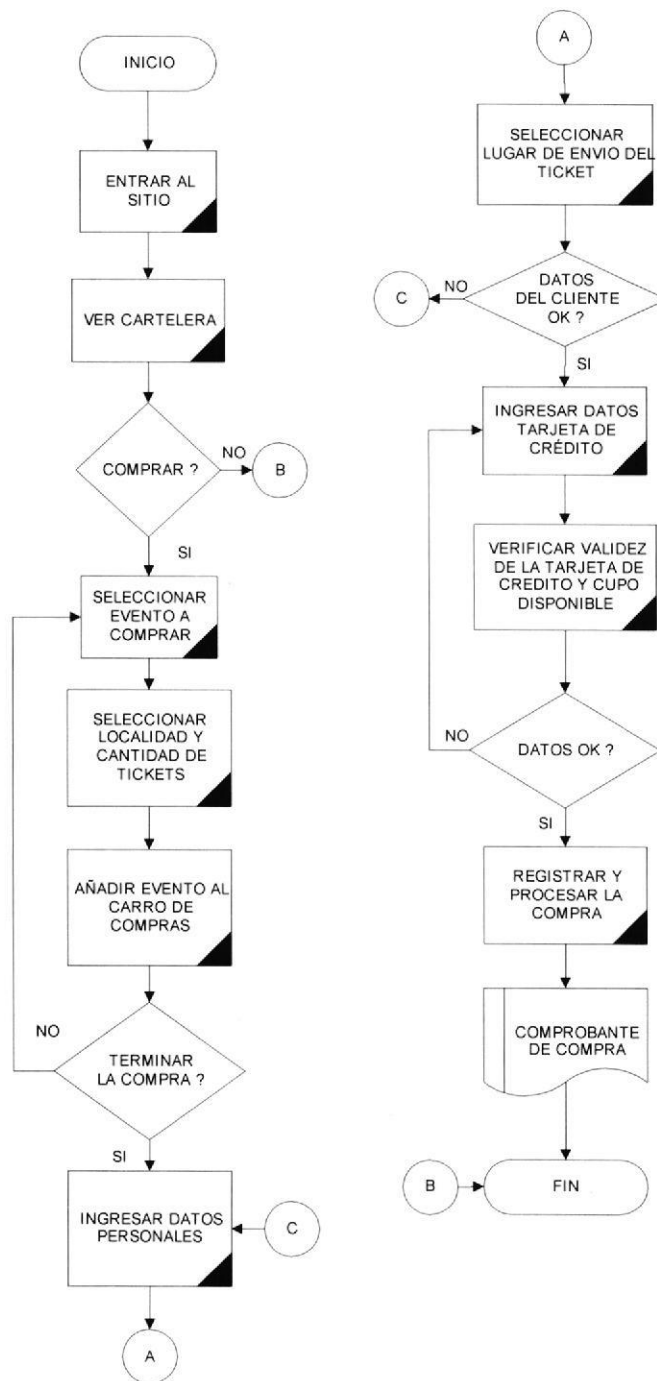 INICIO
ENTRAR AL
SITIO
VER CARTELERA
COMPRAR ?
NO
B
SI
SELECCIONAR
EVENTO A
COMPRAR
SELECCIONAR
LOCALIDAD Y
CANTIDAD DE
TICKETS
AÑADIR EVENTO AL
CARRO DE
COMPRAS
NO
TERMINAR
LA COMPRA ?
SI
INGRESAR DATOS
PERSONALES
C
A
A
SELECCIONAR
LUGAR DE ENVIO DEL
TICKET
C
NO
DATOS
DEL CLIENTE
OK ?
SI
INGRESAR DATOS
TARJETA DE
CRÉDITO
VERIFICAR VALIDEZ
DE LA TARJETA DE
CREDITO Y CUPO
DISPONIBLE
NO
DATOS OK ?
SI
REGISTRAR Y
PROCESAR LA
COMPRA
COMPROBANTE
DE COMPRA
B
FIN